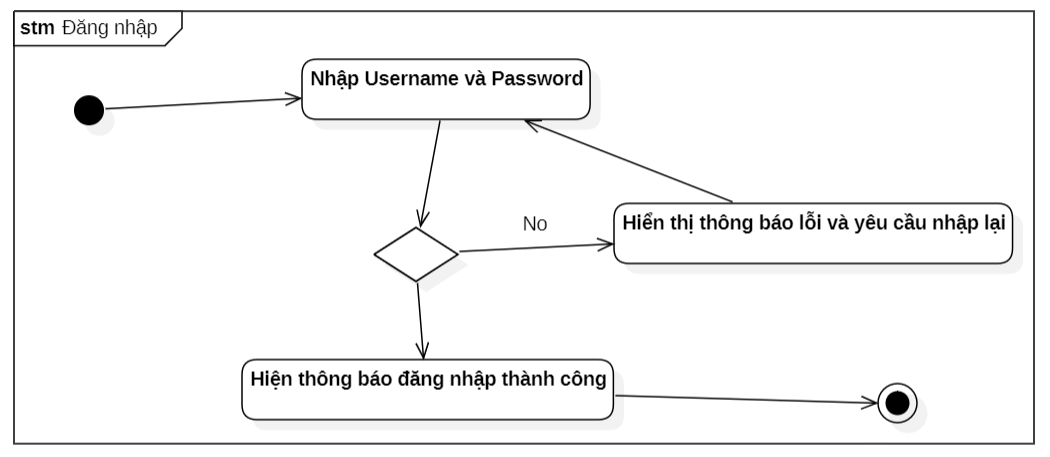 stm Đăng nhập
Nhập Username và Password
No
Hiển thị thông báo lỗi và yêu cầu nhập lại
Hiện thông báo đăng nhập thành công